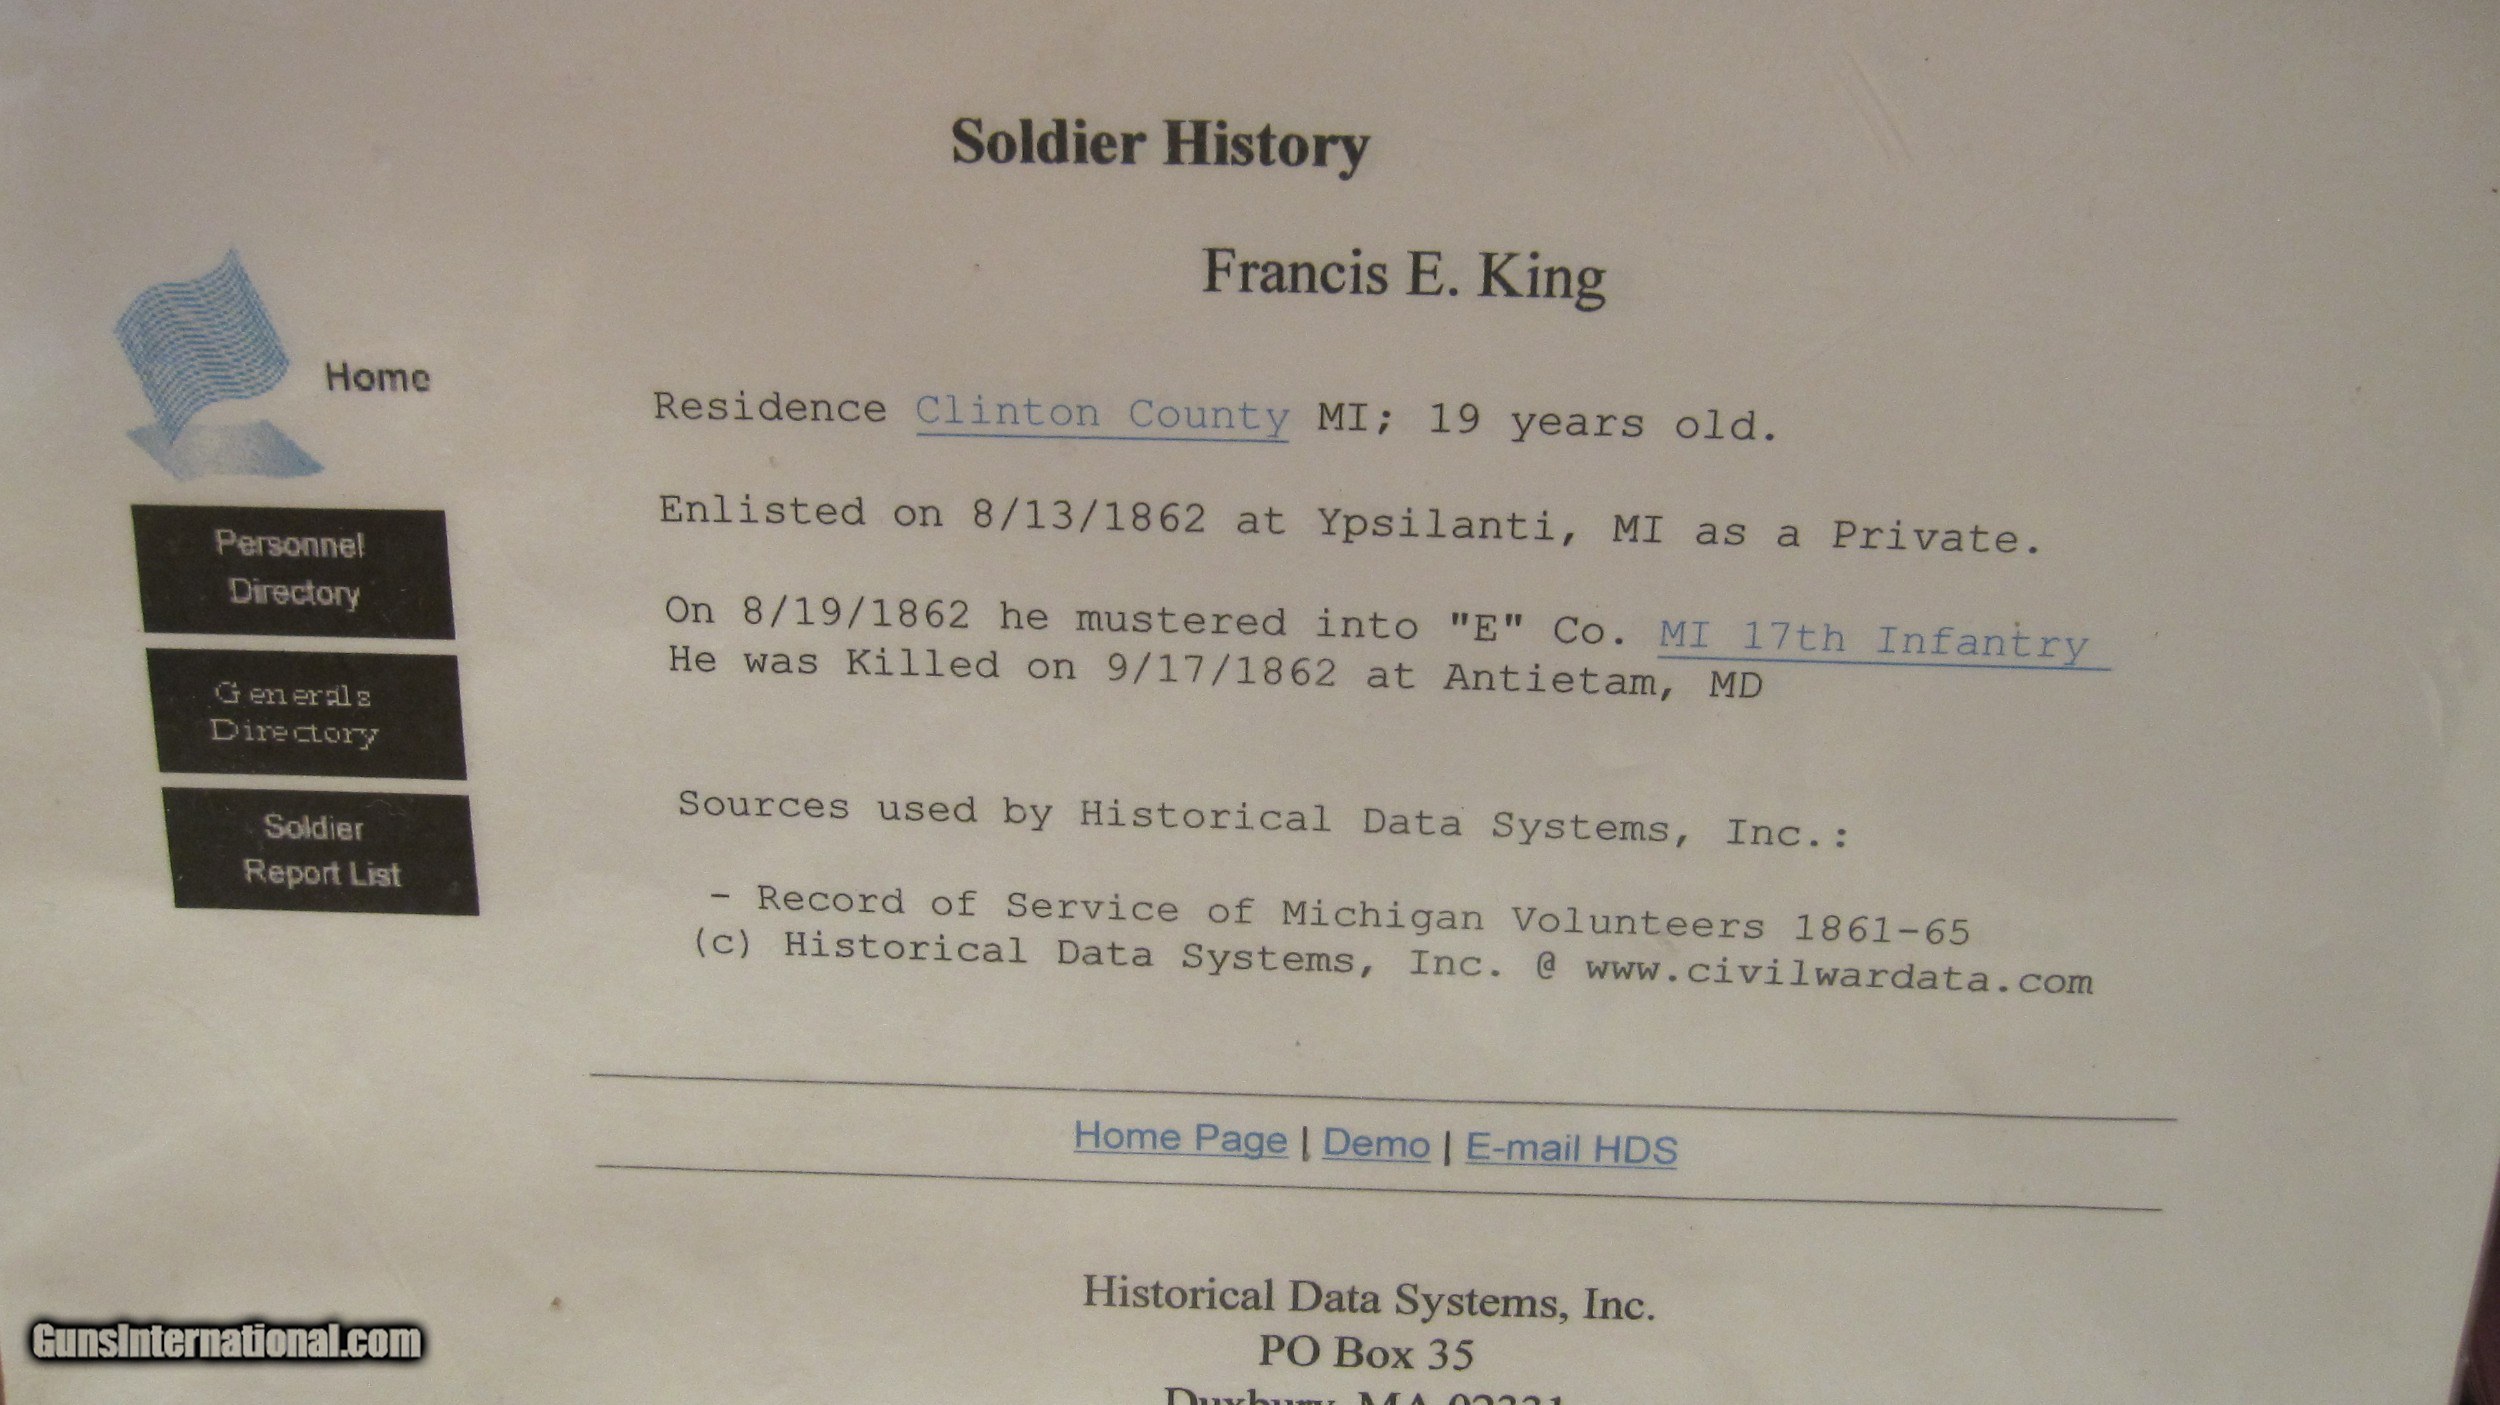 Soldier History
Francis E. King
Home
Personnel
Directory
Generals
Directory
Soldier
Report List
Residence Clinton County MI; 19 years old.
Enlisted on 8/13/1862 at Ypsilanti, MI as a Private.
On 8/19/1862 he mustered into "E" Co. MI 17th Infantry
He was Killed on 9/17/1862 at Antietam, MD
Sources used by Historical Data Systems, Inc.:
- Record of Service of Michigan Volunteers 1861-65
(c) Historical Data Systems, Inc. @ www.civilwardata.com
Home Page | Demo | E-mail HDS
Historical Data Systems, Inc.
PO Box 35
Duxbury, MA 02331
GunsInternational.com